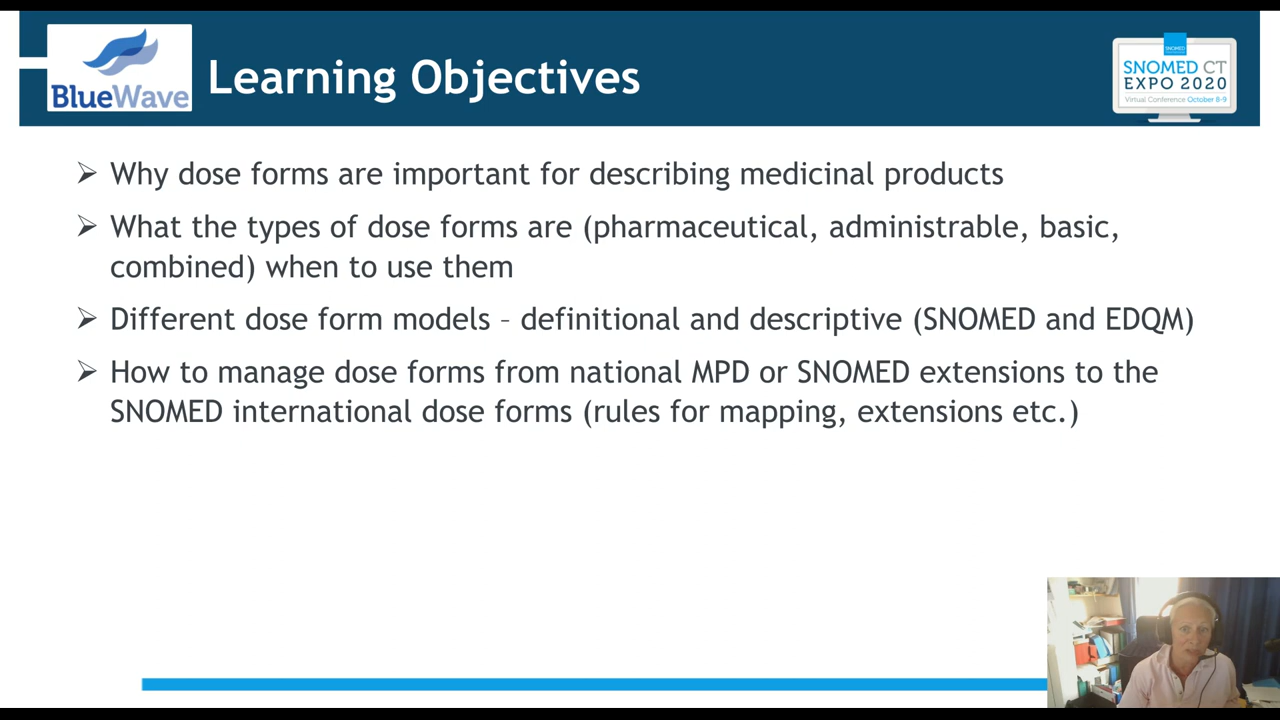 BlueWave
Learning Objectives
SNOMED
SNOMED CT
EXPO 2020
Virtual Conference October 8-9
➢ Why dose forms are important for describing medicinal products
➢ What the types of dose forms are (pharmaceutical, administrable, basic,
combined) when to use them
➢ Different dose form models – definitional and descriptive (SNOMED and EDQM)
➢ How to manage dose forms from national MPD or SNOMED extensions to the
SNOMED international dose forms (rules for mapping, extensions etc.)